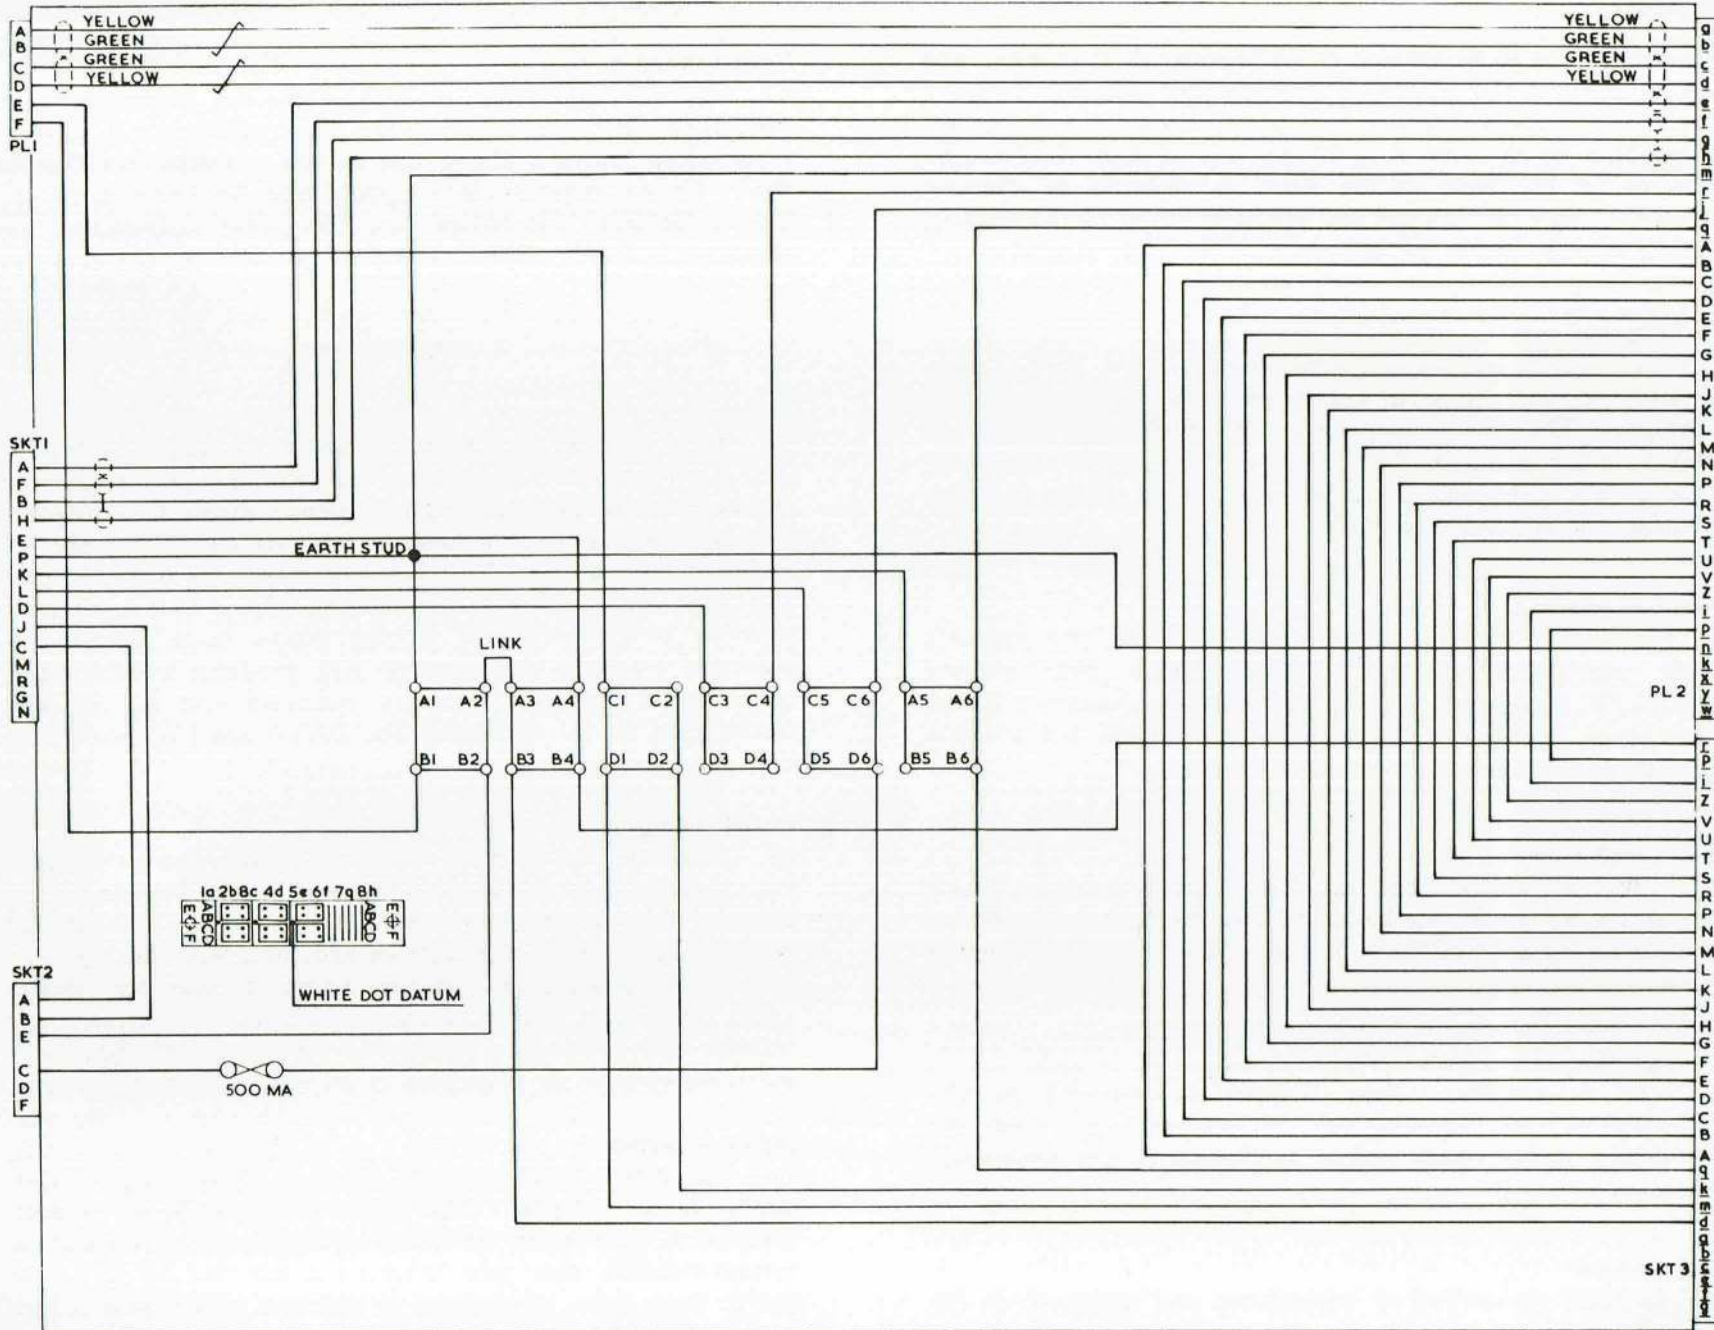 YELLOW
GREEN
GREEN
YELLOW
A
B
C
D
E
F
PL1
YELLOW
GREEN
GREEN
YELLOW
a
b
c
d
e
f
g
h
m
r
j
q
A
B
C
D
E
F
G
H
J
K
L
M
N
P
R
S
T
U
V
Z
i
p
n
k
x
y
w
PL 2
SKT1
A
F
B
H
E
P
K
L
D
J
C
M
R
G
N
EARTH STUD
LINK
A1 A2 A3 A4 C1 C2 C3 C4 C5 C6 A5 A6
B1 B2 B3 B4 D1 D2 D3 D4 D5 D6 B5 B6
1a 2b 8c 4d 5e 6f 7g 8h
E F ABCD ABCD E F
WHITE DOT DATUM
SKT2
A
B
E
C
D
F
500 MA
r
p
i
Z
V
U
T
S
R
P
N
M
L
K
J
H
G
F
E
D
C
B
A
q
k
m
d
a
b
c
SKT 3